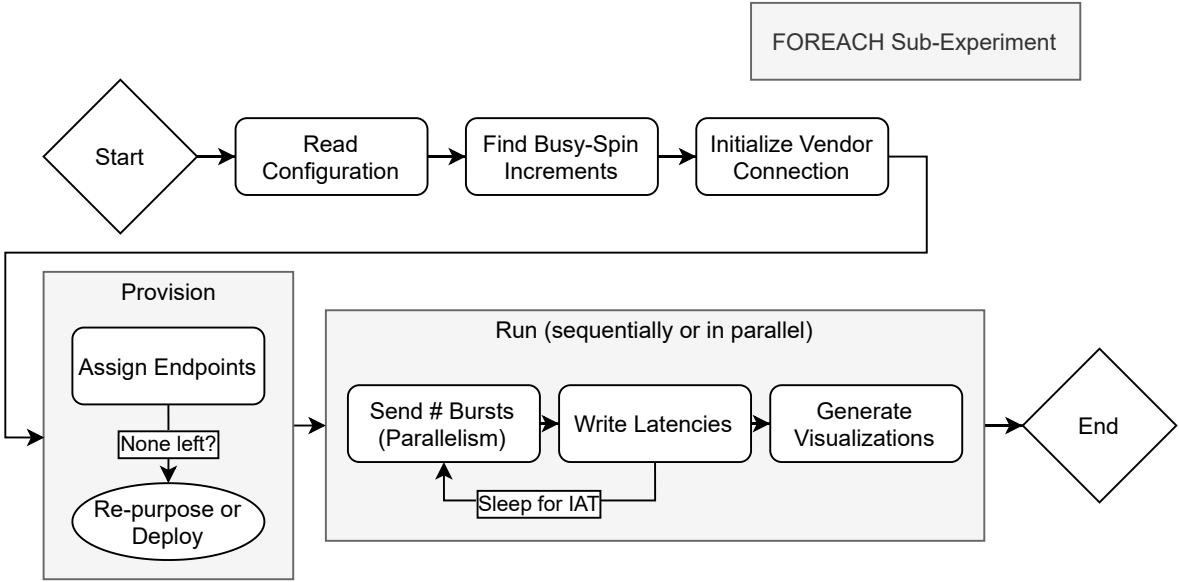 FOREACH Sub-Experiment
Start
Read
Configuration
Find Busy-Spin
Increments
Initialize Vendor
Connection
Provision
Assign Endpoints
None left?
Re-purpose or
Deploy
Run (sequentially or in parallel)
Send # Bursts
(Parallelism)
Write Latencies
Generate
Visualizations
Sleep for IAT
End